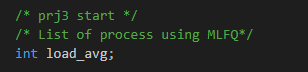 /* prj3 start */
/* List of process using MLFQ*/
int load_avg;